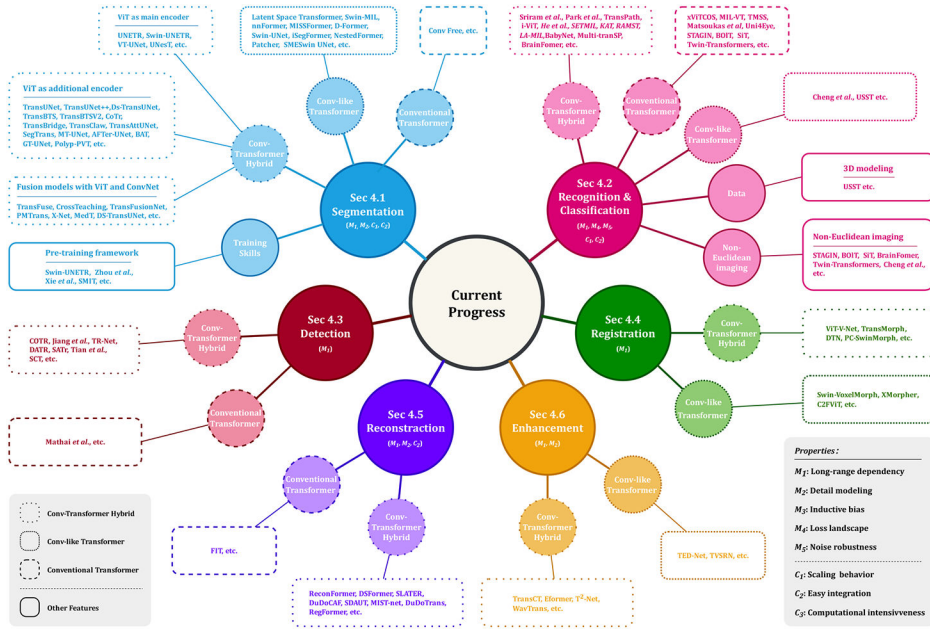 ViT as main encoder
UNETR, Swin-UNETR,
VT-UNet, UNesT, etc.
ViT as additional encoder
TransUNet, TransUNet++,Ds-TransUNet,
TransBTS, TransBTSV2, CoTr,
TransBridge, TransClaw, TransAttUNet,
SegTrans, MT-UNet, AFTer-UNet, BAT,
GT-UNet, Polyp-PVT, etc.
Fusion models with ViT and ConvNet
TransFuse, CrossTeaching, TransFusionNet,
PMTrans, X-Net, MedT, DS-TransUNet, etc.
Pre-training framework
Swin-UNETR, Zhou et al.,
Xie et al., SMIT, etc.
Latent Space Transformer, Swin-MIL,
nnFormer, MISSFormer, D-Former,
Swin-UNet, iSegFormer, NestedFormer,
Patcher, SMESwin UNet, etc.
Conv Free, etc.
Conv-
Transformer
Hybrid
Conv-like
Transformer
Conventional
Transformer
Training
Skills
Sec 4.1
Segmentation
(M1, M2, C3, C2)
Sriram et al., Park et al., TransPath,
i-ViT, He et al., SETMIL, KAT, RAMST,
LA-MIL,BabyNet, Multi-tranSP,
BrainFomer, etc.
xViTCOS, MIL-VT, TMSS,
Matsoukas et al, Uni4Eye,
STAGIN, BOIT, SiT,
Twin-Transformers, etc.
Cheng et al., USST etc.
3D modeling
USST etc.
Non-Euclidean imaging
STAGIN, BOIT, SiT, BrainFomer,
Twin-Transformers, Cheng et al.,
etc.
Conv-
Transformer
Hybrid
Conventional
Transformer
Conv-like
Transformer
Data
Non-
Euclidean
imaging
Sec 4.2
Recognition &
Classification
(M1, M4, M5,
C1, C2)
Current
Progress
Sec 4.3
Detection
(M1)
Conv-
Transformer
Hybrid
Conventional
Transformer
COTR, Jiang et al., TR-Net,
DATR, SATr, Tian et al.,
SCT, etc.
Mathai et al., etc.
Sec 4.4
Registration
(M1)
Conv-
Transformer
Hybrid
Conv-like
Transformer
ViT-V-Net, TransMorph,
DTN, PC-SwinMorph, etc.
Swin-VoxelMorph, XMorpher,
C2FViT, etc.
Sec 4.5
Reconstraction
(M1, M2, C2)
Conventional
Transformer
Conv-
Transformer
Hybrid
FIT, etc.
ReconFormer, DSFormer, SLATER,
DuDoCAF, SDAUT, MIST-net, DuDoTrans,
RegFormer, etc.
Sec 4.6
Enhancement
(M1, M2)
Conv-like
Transformer
Conv-
Transformer
Hybrid
TED-Net, TVSRN, etc.
TransCT, Eformer, T²-Net,
WavTrans, etc.
Conv-Transformer Hybrid
Conv-like Transformer
Conventional Transformer
Other Features
Properties:
M1: Long-range dependency
M2: Detail modeling
M3: Inductive bias
M4: Loss landscape
M5: Noise robustness
C1: Scaling behavior
C2: Easy integration
C3: Computational intensivveness